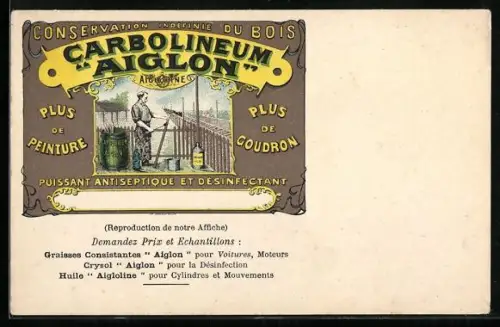 CONSERVATION INDÉFINIE DU BOIS
CARBOLINEUM
"AIGLON"
AIGLOLINE
PLUS
DE
PEINTURE
PLUS
DE
GOUDRON
PUISSANT ANTISEPTIQUE ET DÉSINFECTANT
(Reproduction de notre Affiche)
Demandez Prix et Echantillons :
Graisses Consistantes " Aiglon " pour Voitures, Moteurs
Crysol " Aiglon " pour la Désinfection
Huile " Aigloline " pour Cylindres et Mouvements